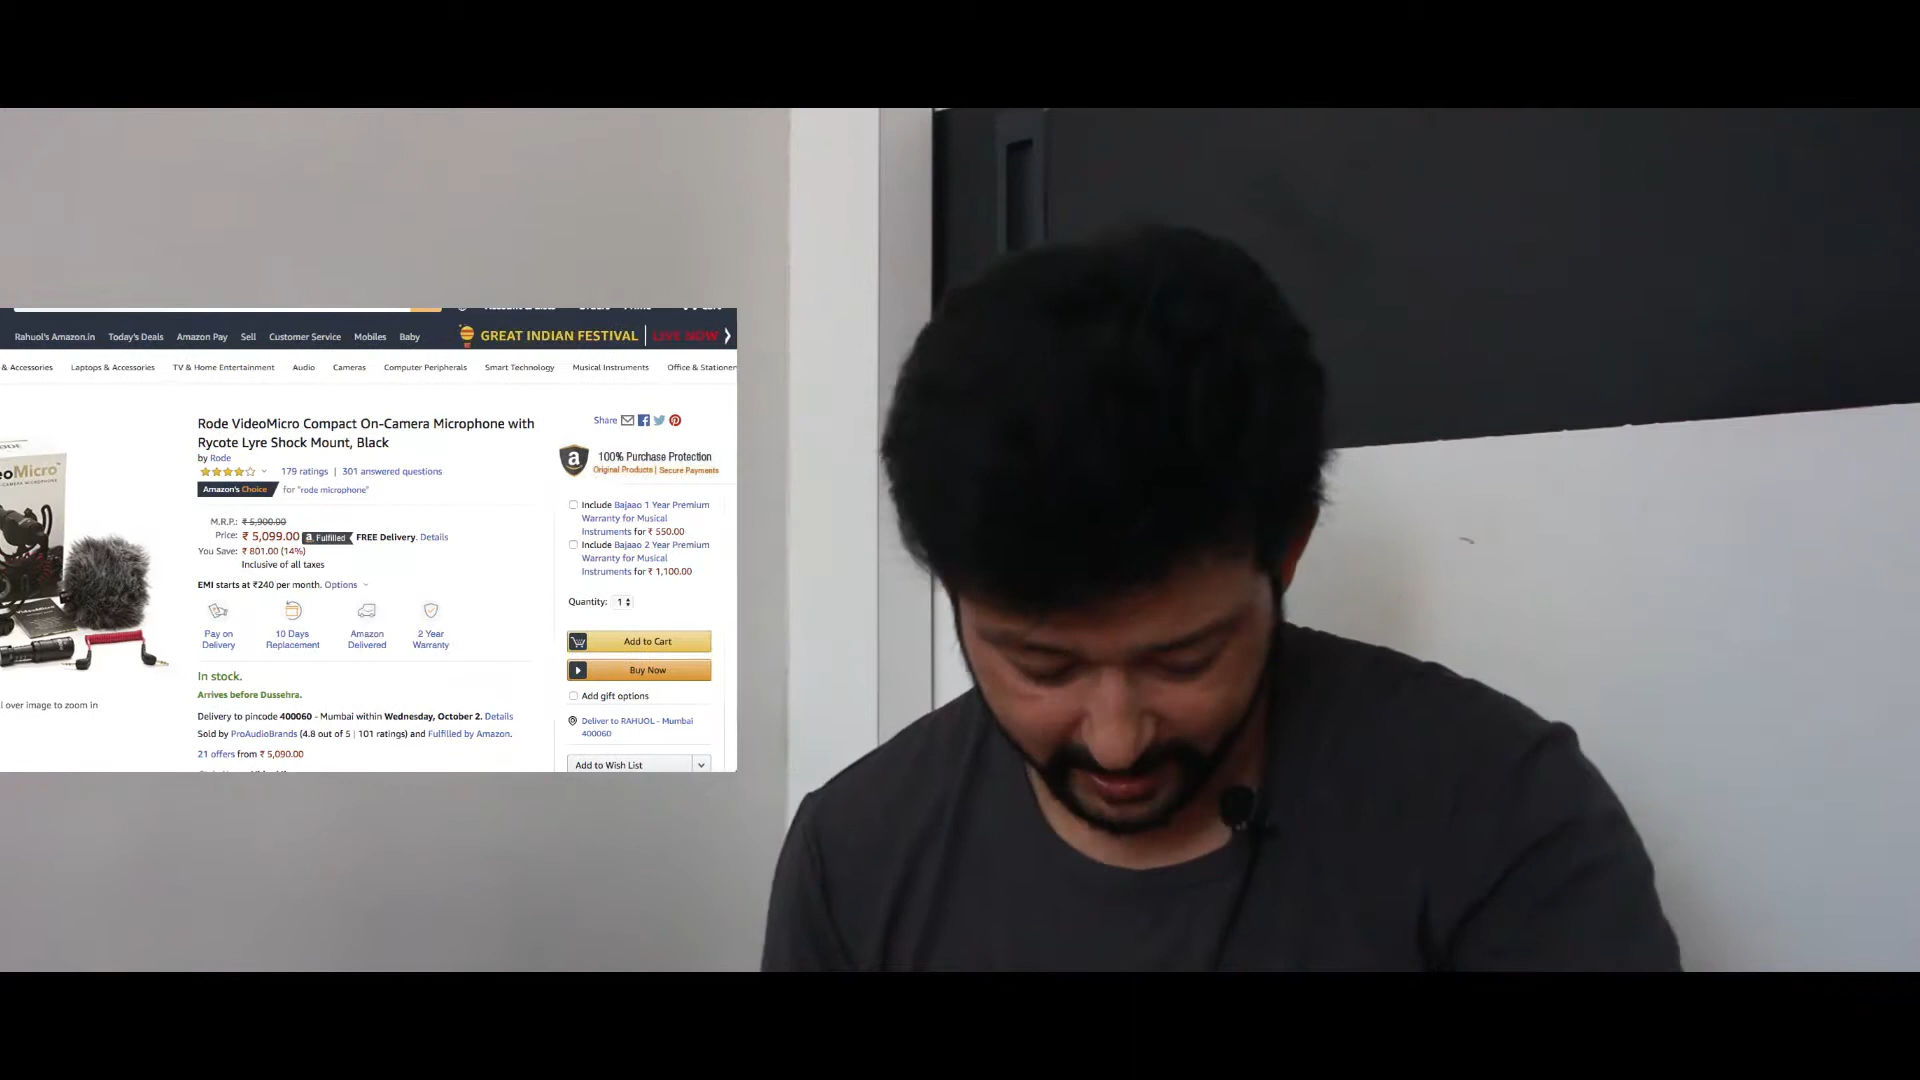 Rahuol's Amazon.in Today's Deals Amazon Pay Sell Customer Service Mobiles Baby
GREAT INDIAN FESTIVAL LIVE NOW
& Accessories Laptops & Accessories TV & Home Entertainment Audio Cameras Computer Peripherals Smart Technology Musical Instruments Office & Stationery
Rode VideoMicro Compact On-Camera Microphone with
Rycote Lyre Shock Mount, Black
by Rode
179 ratings | 301 answered questions
Amazon's Choice for "rode microphone"
M.R.P.: ₹ 5,900.00
Price: ₹ 5,099.00 Fulfilled FREE Delivery. Details
You Save: ₹ 801.00 (14%)
Inclusive of all taxes
EMI starts at ₹240 per month. Options
Pay on
Delivery
10 Days
Replacement
Amazon
Delivered
2 Year
Warranty
In stock.
Arrives before Dussehra.
Delivery to pincode 400060 - Mumbai within Wednesday, October 2. Details
Sold by ProAudioBrands (4.8 out of 5 | 101 ratings) and Fulfilled by Amazon.
21 offers from ₹ 5,090.00
over image to zoom in
Share
100% Purchase Protection
Original Products | Secure Payments
Include Bajaao 1 Year Premium
Warranty for Musical
Instruments for ₹ 550.00
Include Bajaao 2 Year Premium
Warranty for Musical
Instruments for ₹ 1,100.00
Quantity: 1
Add to Cart
Buy Now
Add gift options
Deliver to RAHUOL - Mumbai
400060
Add to Wish List